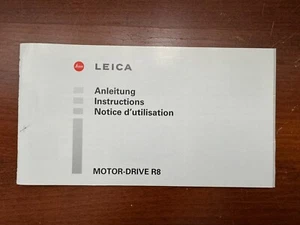 LEICA
Anleitung
Instructions
Notice d'utilisation
MOTOR-DRIVE R8